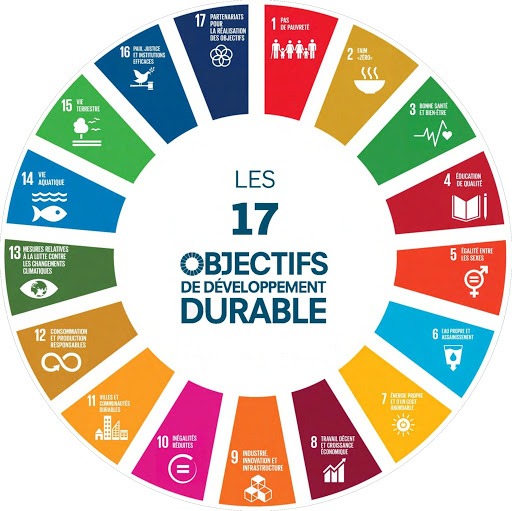 LES
17
OBJECTIFS
DE DÉVELOPPEMENT
DURABLE
1 PAS
DE PAUVRETÉ
2 FAIM
«ZÉRO»
3 BONNE SANTÉ
ET BIEN-ÊTRE
4 ÉDUCATION
DE QUALITÉ
5 ÉGALITÉ ENTRE
LES SEXES
6 EAU PROPRE ET
ASSAINISSEMENT
7 ÉNERGIE PROPRE
ET D'UN COÛT
ABORDABLE
8 TRAVAIL DÉCENT
ET CROISSANCE
ÉCONOMIQUE
9 INDUSTRIE,
INNOVATION ET
INFRASTRUCTURE
10 INÉGALITÉS
RÉDUITES
11 VILLES ET
COMMUNAUTÉS
DURABLES
12 CONSOMMATION
ET PRODUCTION
RESPONSABLES
13 MESURES RELATIVES
À LA LUTTE CONTRE
LES CHANGEMENTS
CLIMATIQUES
14 VIE
AQUATIQUE
15 VIE
TERRESTRE
16 PAIX, JUSTICE
ET INSTITUTIONS
EFFICACES
17 PARTENARIATS
POUR
LA RÉALISATION
DES OBJECTIFS